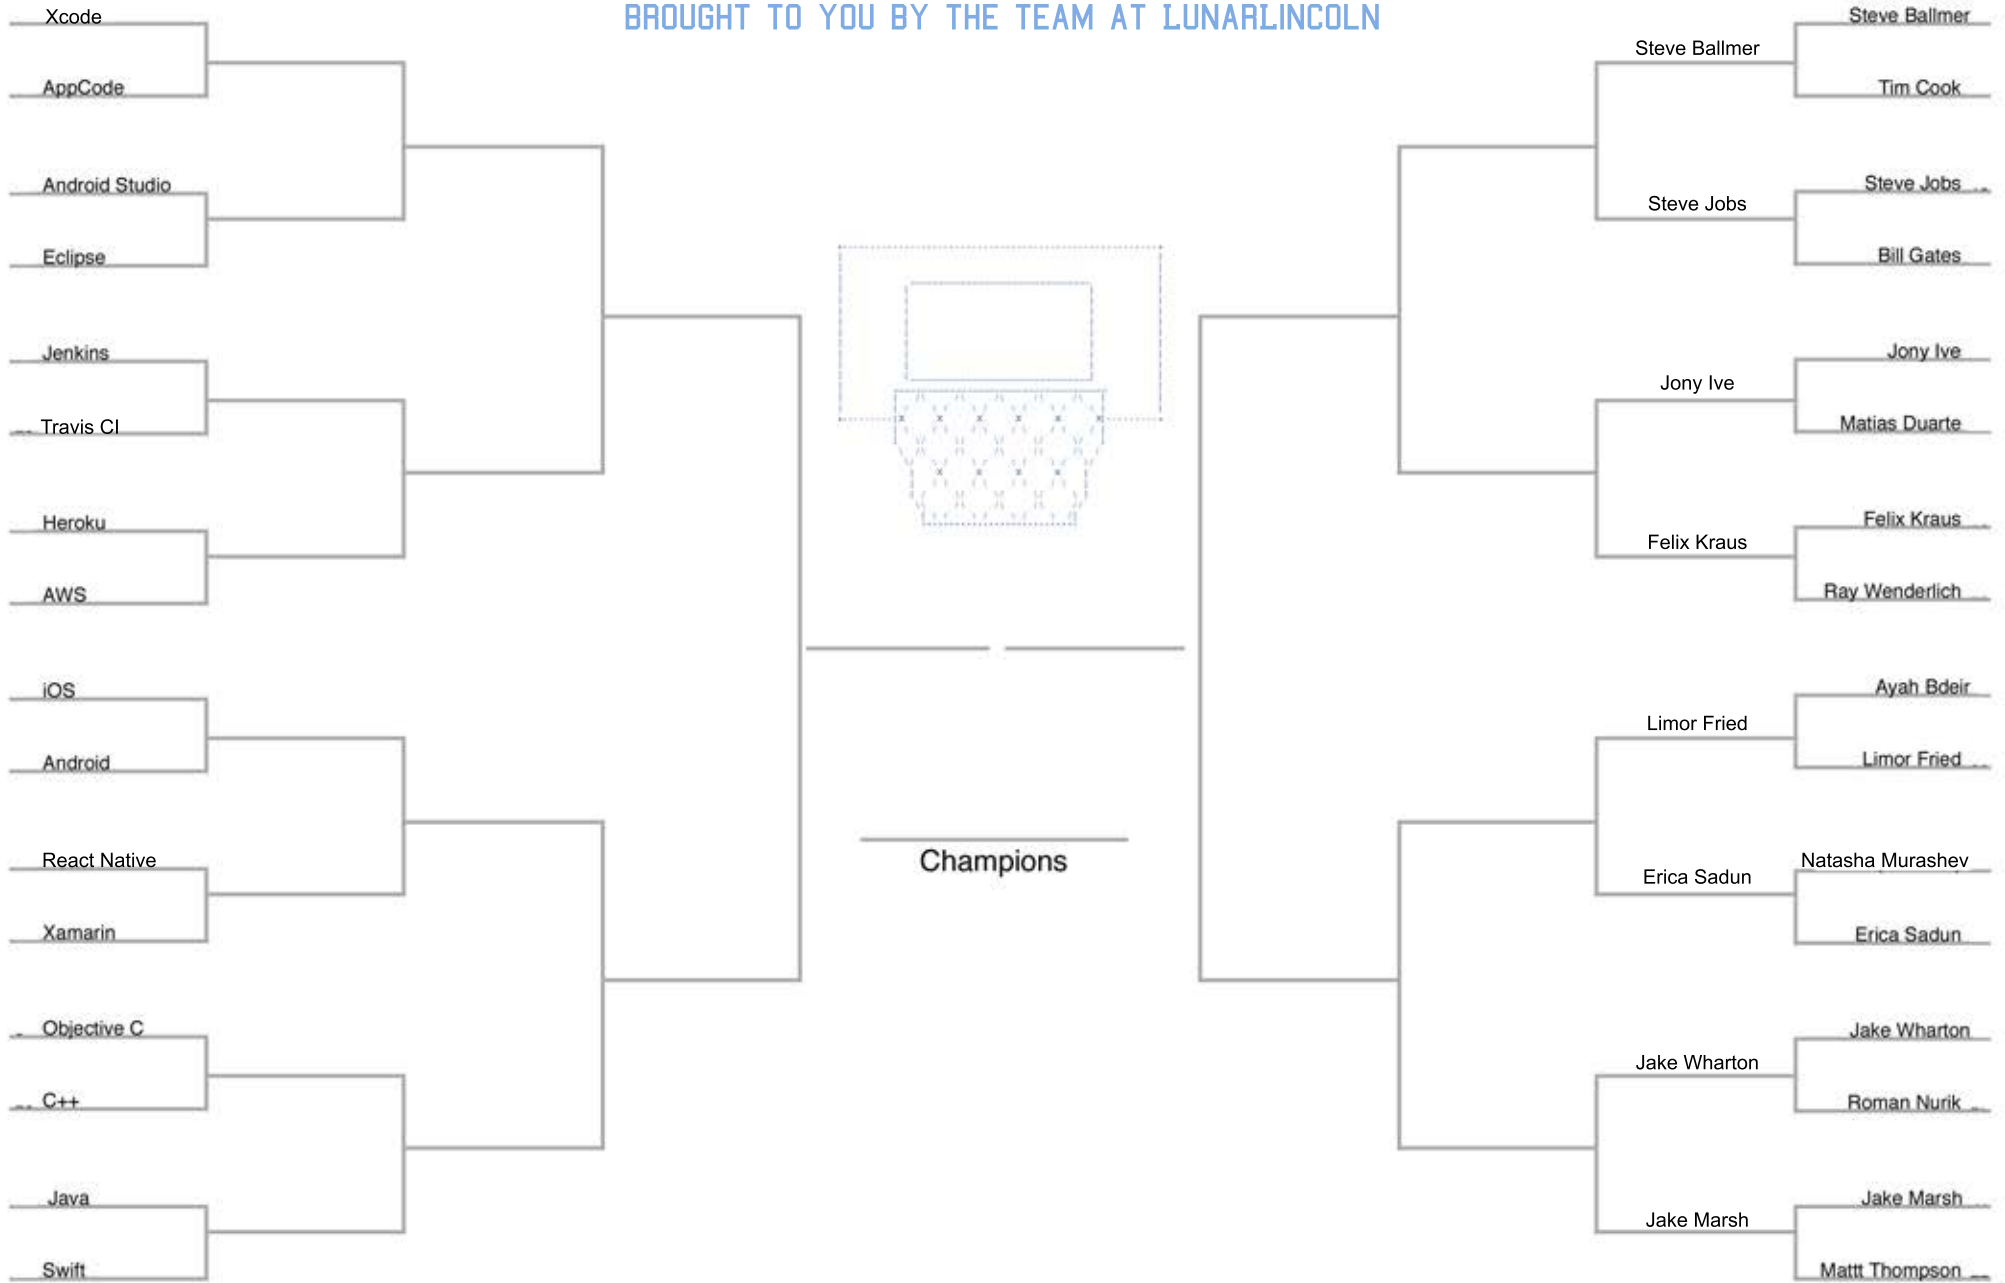 BROUGHT TO YOU BY THE TEAM AT LUNARLINCOLN
Xcode
AppCode
Android Studio
Eclipse
Jenkins
Travis CI
Heroku
AWS
iOS
Android
React Native
Xamarin
Objective C
C++
Java
Swift
Champions
Steve Ballmer
Steve Jobs
Jony Ive
Felix Kraus
Limor Fried
Erica Sadun
Jake Wharton
Jake Marsh
Steve Ballmer
Tim Cook
Steve Jobs
Bill Gates
Jony Ive
Matias Duarte
Felix Kraus
Ray Wenderlich
Ayah Bdeir
Limor Fried
Natasha Murashev
Erica Sadun
Jake Wharton
Roman Nurik
Jake Marsh
Mattt Thompson